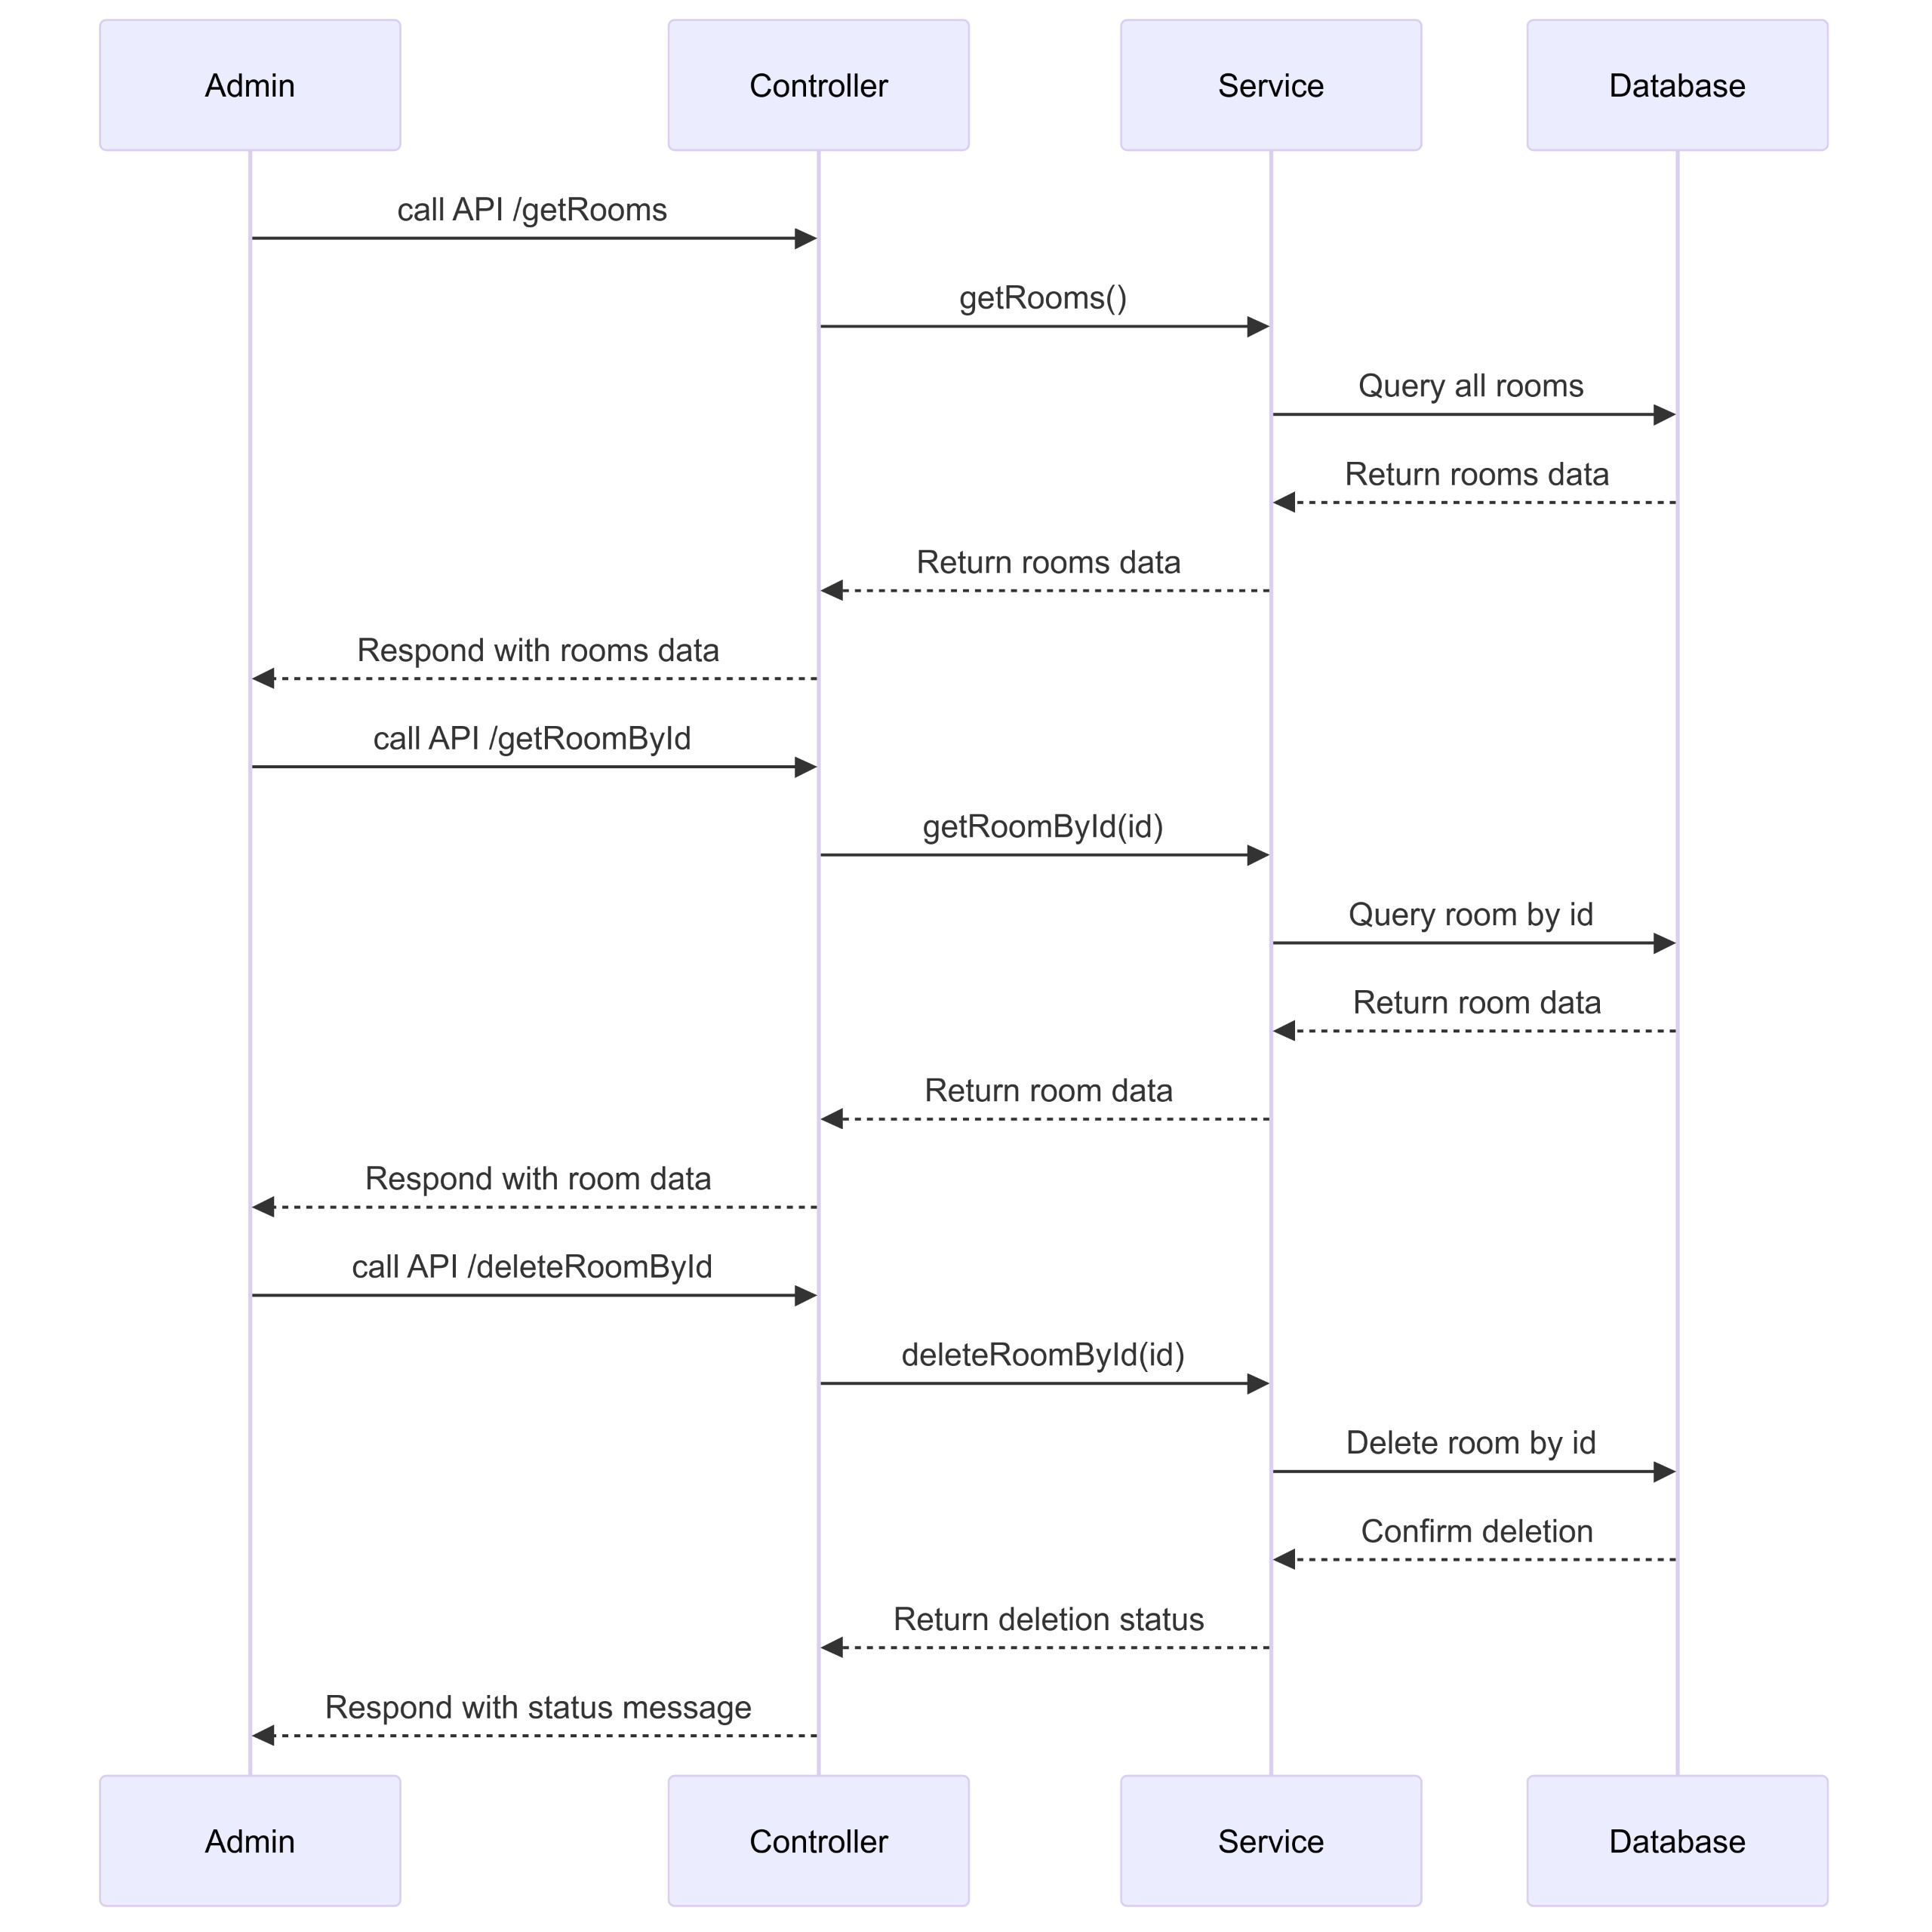 Admin
Controller
Service
Database
call API /getRooms
getRooms()
Query all rooms
Return rooms data
Return rooms data
Respond with rooms data
call API /getRoomById
getRoomById(id)
Query room by id
Return room data
Return room data
Respond with room data
call API /deleteRoomById
deleteRoomById(id)
Delete room by id
Confirm deletion
Return deletion status
Respond with status message
Admin
Controller
Service
Database